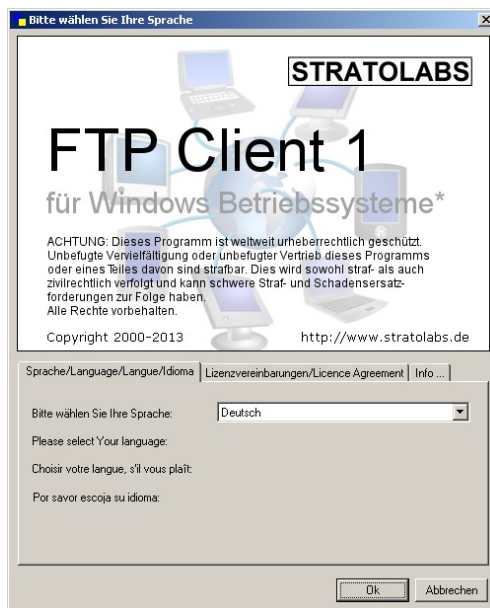 Bitte wählen Sie Ihre Sprache
STRATOLABS
FTP Client 1
für Windows Betriebssysteme*
ACHTUNG: Dieses Programm ist weltweit urheberrechtlich geschützt.
Unbefugte Vervielfältigung oder unbefugter Vertrieb dieses Programms
oder eines Teiles davon sind strafbar. Dies wird sowohl straf- als auch
zivilrechtlich verfolgt und kann schwere Straf- und Schadensersatz-
forderungen zur Folge haben.
Alle Rechte vorbehalten.
Copyright 2000-2013 http://www.stratolabs.de
Sprache/Language/Langue/Idioma Lizenzvereinbarungen/Licence Agreement Info ...
Bitte wählen Sie Ihre Sprache: Deutsch
Please select Your language:
Choisir votre langue, s'il vous plaît:
Por savor escoja su idioma:
Ok Abbrechen